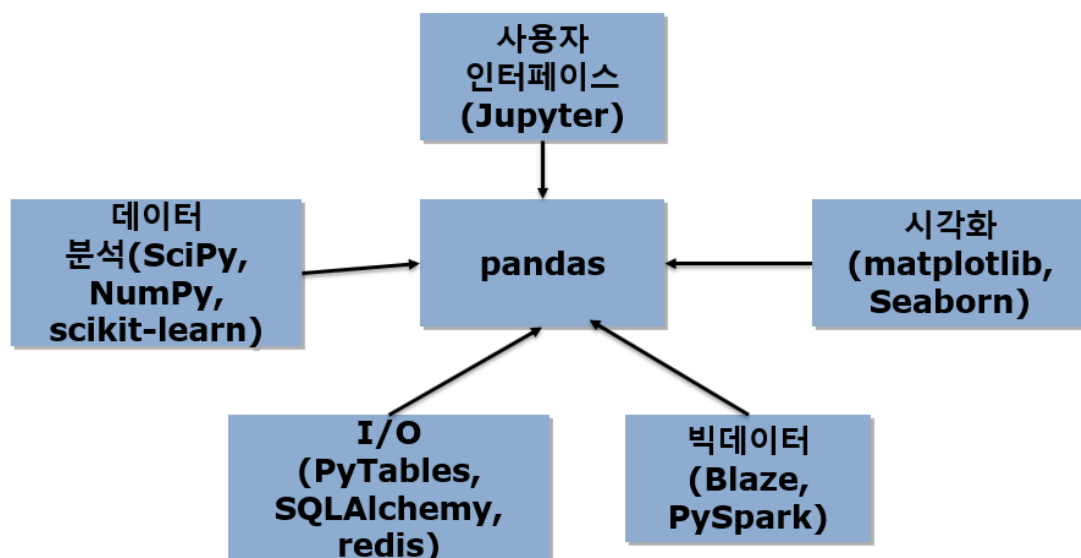 사용자
인터페이스
(Jupyter)
데이터
분석(SciPy,
NumPy,
scikit-learn)
pandas
시각화
(matplotlib,
Seaborn)
I/O
(PyTables,
SQLAlchemy,
redis)
빅데이터
(Blaze,
PySpark)